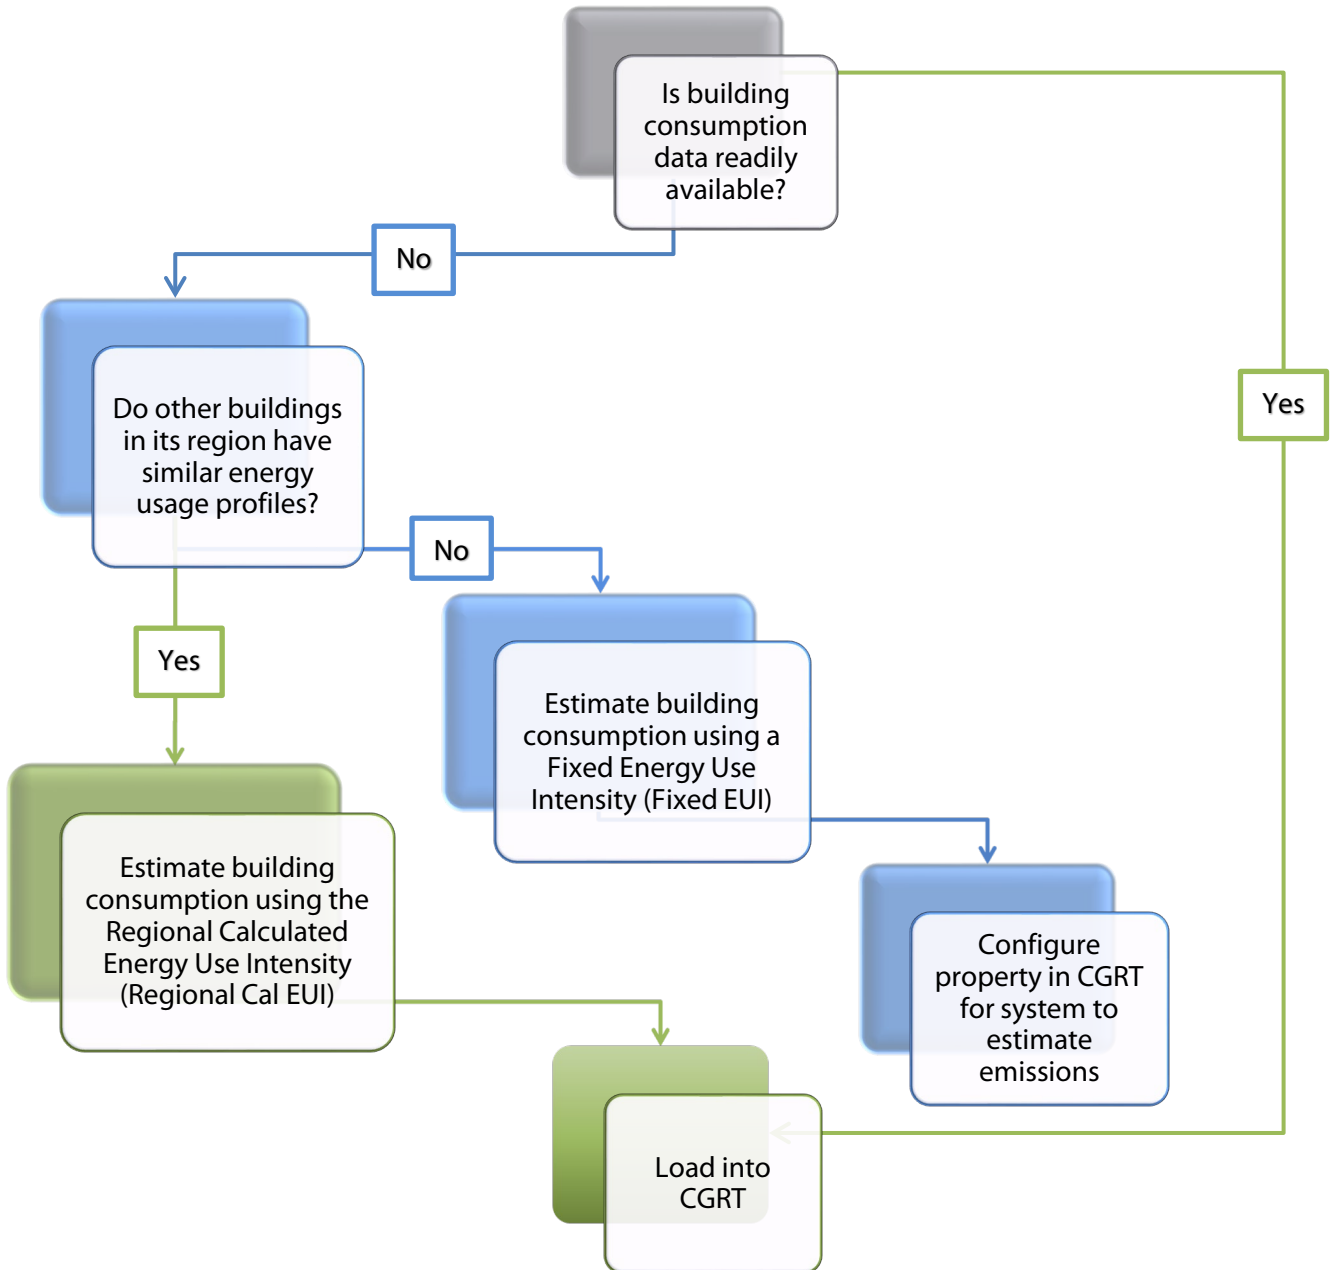 Is building
consumption
data readily
available?
No
Yes
Do other buildings
in its region have
similar energy
usage profiles?
No
Yes
Estimate building
consumption using a
Fixed Energy Use
Intensity (Fixed EUI)
Estimate building
consumption using the
Regional Calculated
Energy Use Intensity
(Regional Cal EUI)
Configure
property in CGRT
for system to
estimate
emissions
Load into
CGRT